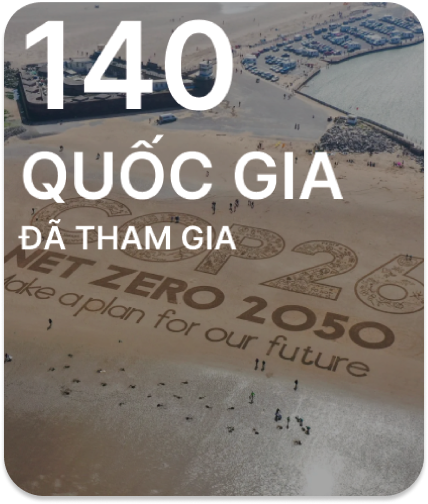 140
QUỐC GIA
ĐÃ THAM GIA
COP26
NET ZERO 2050
Make a plan for our future